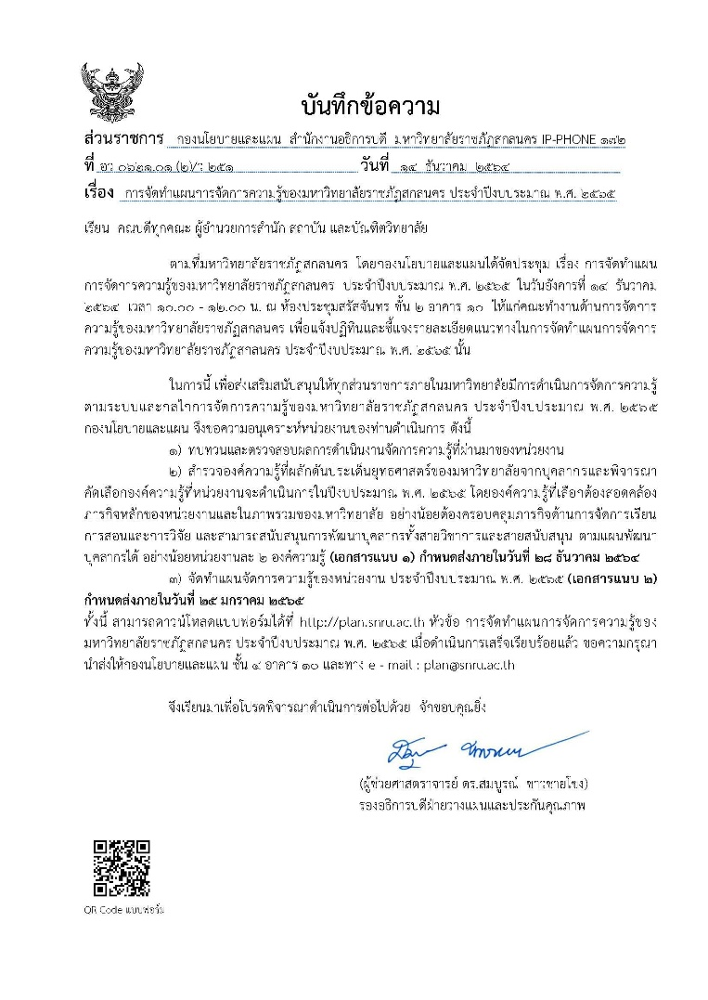 บันทึกข้อความ
ส่วนราชการ กองนโยบายและแผน สำนักงานอธิการบดี มหาวิทยาลัยราชภัฏสกลนคร IP-PHONE ๑๗๒
ที่ อว ๐๖๒๑.๐๑ (๒)/ว ๒๕๑ วันที่ ๑๔ ธันวาคม ๒๕๖๔
เรื่อง การจัดทำแผนการจัดการความรู้ของมหาวิทยาลัยราชภัฏสกลนคร ประจำปีงบประมาณ พ.ศ. ๒๕๖๕
เรียน คณบดีทุกคณะ ผู้อำนวยการสำนัก สถาบัน และบัณฑิตวิทยาลัย
ตามที่มหาวิทยาลัยราชภัฏสกลนคร โดยกองนโยบายและแผนได้จัดประชุม เรื่อง การจัดทำแผน
การจัดการความรู้ของมหาวิทยาลัยราชภัฏสกลนคร ประจำปีงบประมาณ พ.ศ. ๒๕๖๕ ในวันอังคารที่ ๑๔ ธันวาคม
๒๕๖๔ เวลา ๑๐.๐๐ - ๑๒.๐๐ น. ณ ห้องประชุมสรัสจันทร ชั้น ๒ อาคาร ๑๐ ให้แก่คณะทำงานด้านการจัดการ
ความรู้ของมหาวิทยาลัยราชภัฏสกลนคร เพื่อแจ้งปฏิทินและชี้แจงรายละเอียดแนวทางในการจัดทำแผนการจัดการ
ความรู้ของมหาวิทยาลัยราชภัฏสกลนคร ประจำปีงบประมาณ พ.ศ. ๒๕๖๕ นั้น
ในการนี้ เพื่อส่งเสริมสนับสนุนให้ทุกส่วนราชการภายในมหาวิทยาลัยมีการดำเนินการจัดการความรู้
ตามระบบและกลไกการจัดการความรู้ของมหาวิทยาลัยราชภัฏสกลนคร ประจำปีงบประมาณ พ.ศ. ๒๕๖๕
กองนโยบายและแผน จึงขอความอนุเคราะห์หน่วยงานของท่านดำเนินการ ดังนี้
๑) ทบทวนและตรวจสอบผลการดำเนินงานจัดการความรู้ที่ผ่านมาของหน่วยงาน
๒) สำรวจองค์ความรู้ที่ผลักดันประเด็นยุทธศาสตร์ของมหาวิทยาลัยจากบุคลากรและพิจารณา
คัดเลือกองค์ความรู้ที่หน่วยงานจะดำเนินการในปีงบประมาณ พ.ศ. ๒๕๖๕ โดยองค์ความรู้ที่เลือกต้องสอดคล้อง
ภารกิจหลักของหน่วยงานและในภาพรวมของมหาวิทยาลัย อย่างน้อยต้องครอบคลุมภารกิจด้านการจัดการเรียน
การสอนและการวิจัย และสามารถสนับสนุนการพัฒนาบุคลากรทั้งสายวิชาการและสายสนับสนุน ตามแผนพัฒนา
บุคลากรได้ อย่างน้อยหน่วยงานละ ๒ องค์ความรู้ (เอกสารแนบ ๑) กำหนดส่งภายในวันที่ ๒๘ ธันวาคม ๒๕๖๔
๓) จัดทำแผนจัดการความรู้ของหน่วยงาน ประจำปีงบประมาณ พ.ศ. ๒๕๖๕ (เอกสารแนบ ๒)
กำหนดส่งภายในวันที่ ๒๕ มกราคม ๒๕๖๕
ทั้งนี้ สามารถดาวน์โหลดแบบฟอร์มได้ที่ http://plan.snru.ac.th หัวข้อ การจัดทำแผนการจัดการความรู้ของ
มหาวิทยาลัยราชภัฏสกลนคร ประจำปีงบประมาณ พ.ศ. ๒๕๖๕ เมื่อดำเนินการเสร็จเรียบร้อยแล้ว ขอความกรุณา
นำส่งให้กองนโยบายและแผน ชั้น ๔ อาคาร ๑๐ และทาง e - mail : plan@snru.ac.th
จึงเรียนมาเพื่อโปรดพิจารณาดำเนินการต่อไปด้วย จักขอบคุณยิ่ง
(ผู้ช่วยศาสตราจารย์ ดร.สมบูรณ์ ชาวชายโขง)
รองอธิการบดีฝ่ายวางแผนและประกันคุณภาพ
QR Code แบบฟอร์ม